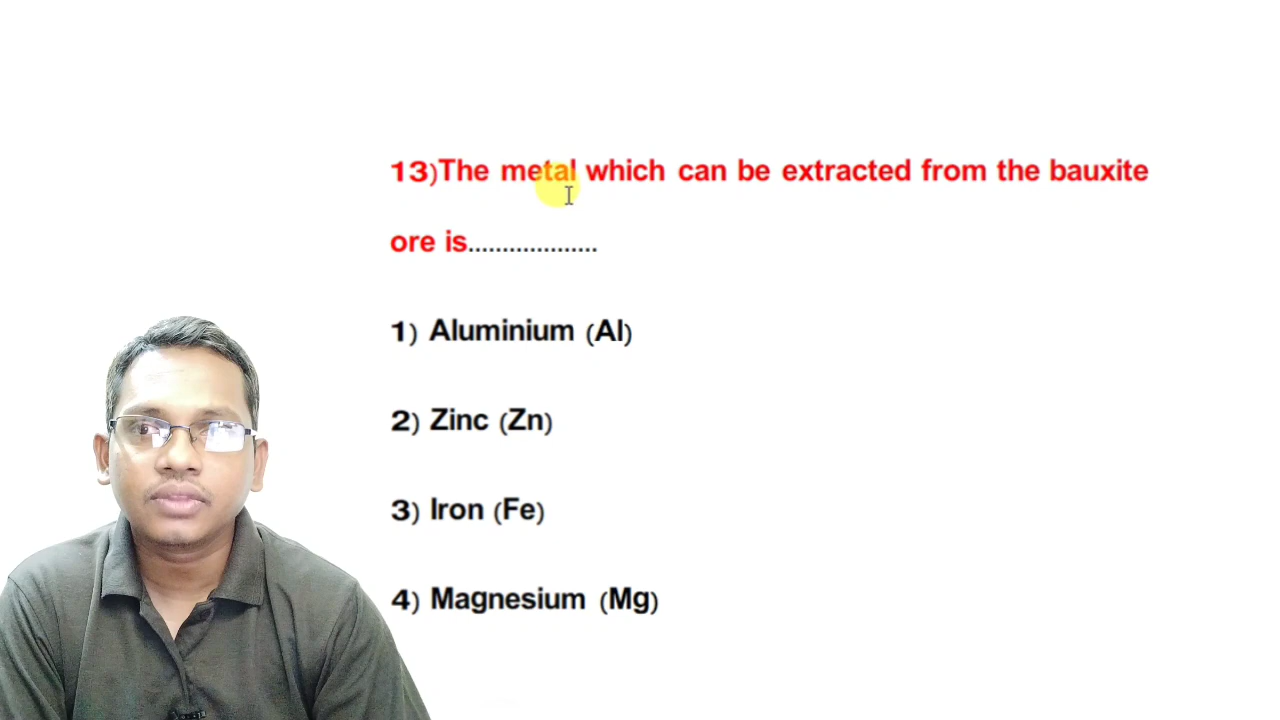 13)The metal which can be extracted from the bauxite
ore is...................
1) Aluminium (Al)
2) Zinc (Zn)
3) Iron (Fe)
4) Magnesium (Mg)